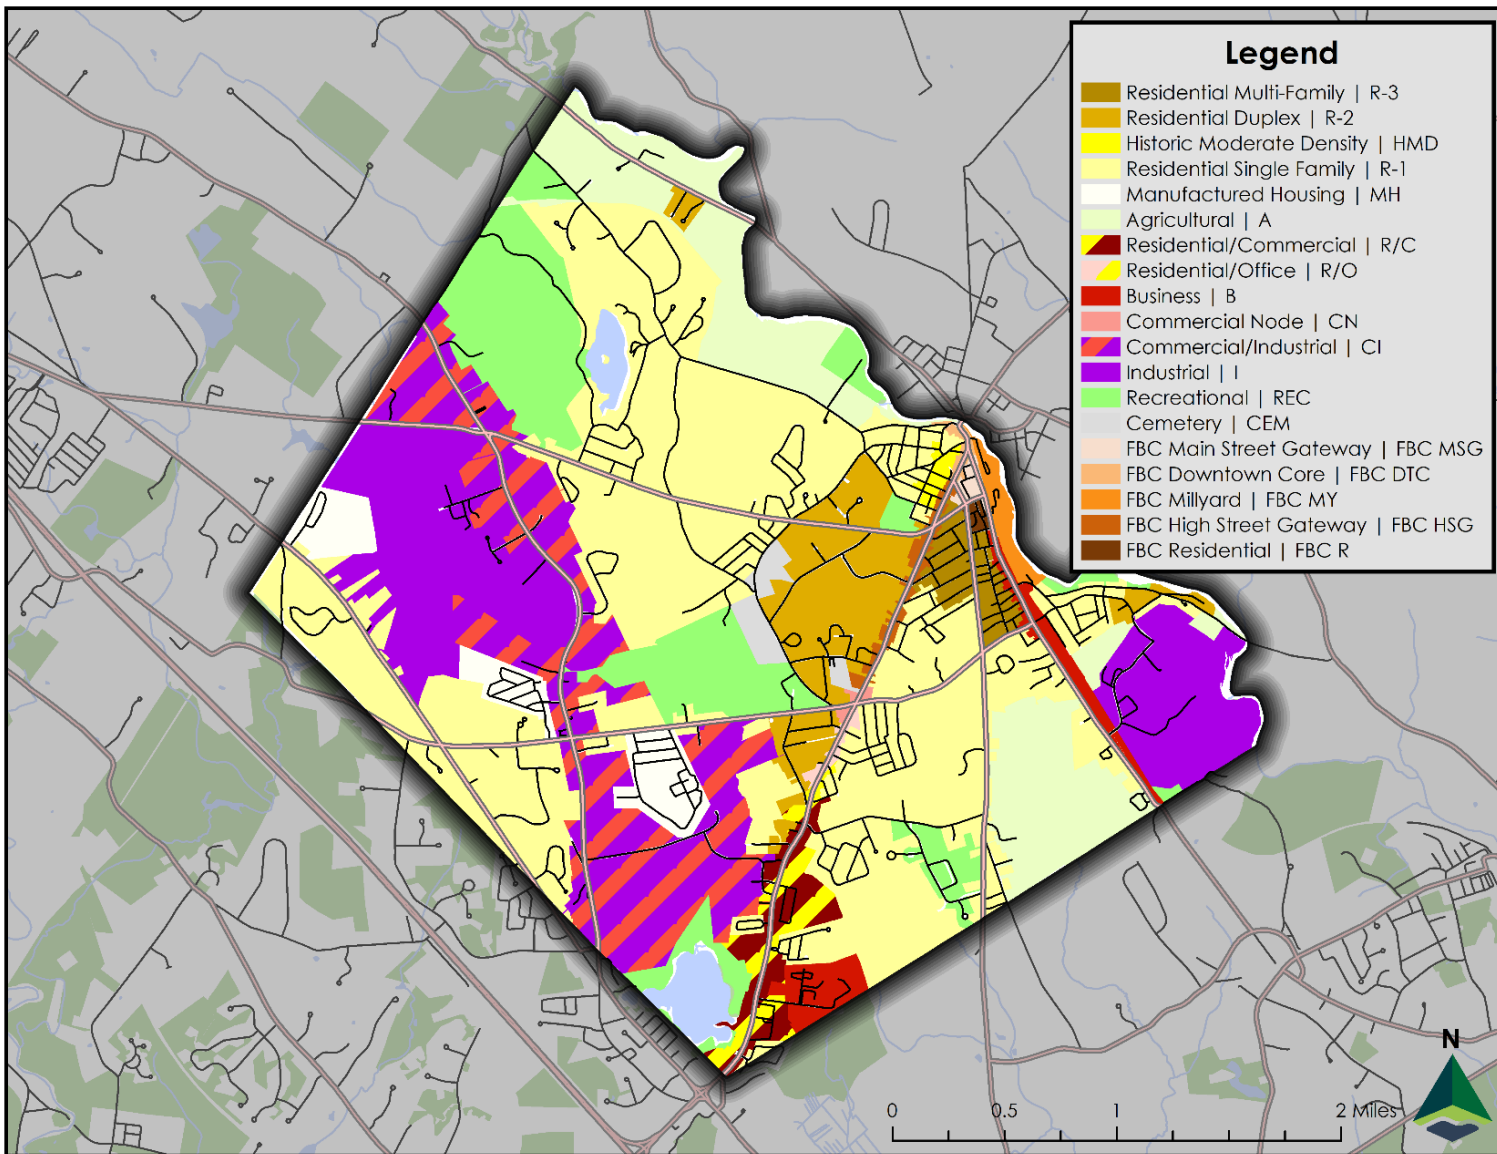 Legend
Residential Multi-Family | R-3
Residential Duplex | R-2
Historic Moderate Density | HMD
Residential Single Family | R-1
Manufactured Housing | MH
Agricultural | A
Residential/Commercial | R/C
Residential/Office | R/O
Business | B
Commercial Node | CN
Commercial/Industrial | CI
Industrial | I
Recreational | REC
Cemetery | CEM
FBC Main Street Gateway | FBC MSG
FBC Downtown Core | FBC DTC
FBC Millyard | FBC MY
FBC High Street Gateway | FBC HSG
FBC Residential | FBC R
N
0 0.5 1 2 Miles